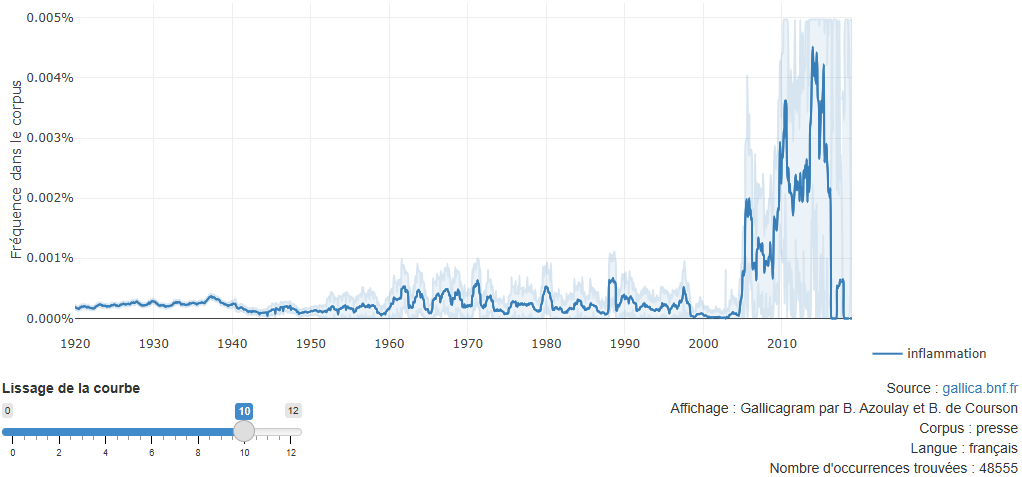 0.005%
0.004%
0.003%
0.002%
0.001%
0.000%
Fréquence dans le corpus
1920 1930 1940 1950 1960 1970 1980 1990 2000 2010
inflammation
Lissage de la courbe
0 10 12
0 2 4 6 8 10 12
Source : gallica.bnf.fr
Affichage : Gallicagram par B. Azoulay et B. de Courson
Corpus : presse
Langue : français
Nombre d'occurrences trouvées : 48555